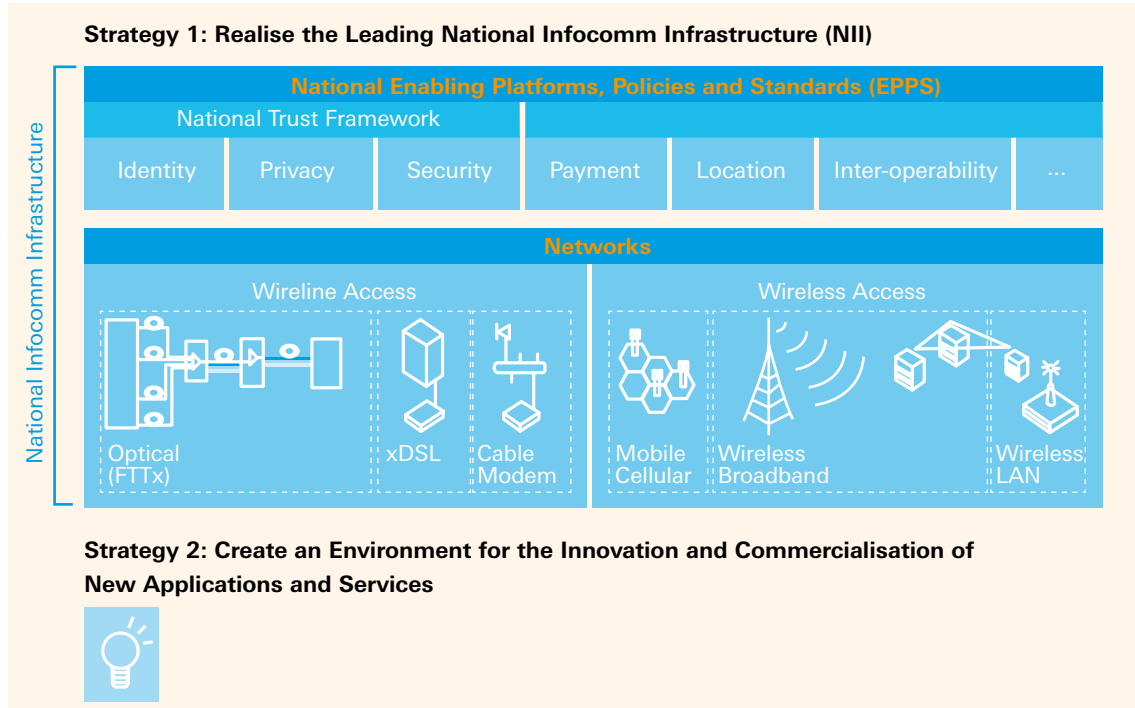 Strategy 1: Realise the Leading National Infocomm Infrastructure (NII)
National Infocomm Infrastructure
National Enabling Platforms, Policies and Standards (EPPS)
National Trust Framework
Identity
Privacy
Security
Payment
Location
Inter-operability
...
Networks
Wireline Access
Optical
(FTTx)
xDSL
Cable
Modem
Wireless Access
Mobile
Cellular
Wireless
Broadband
Wireless
LAN
Strategy 2: Create an Environment for the Innovation and Commercialisation of
New Applications and Services